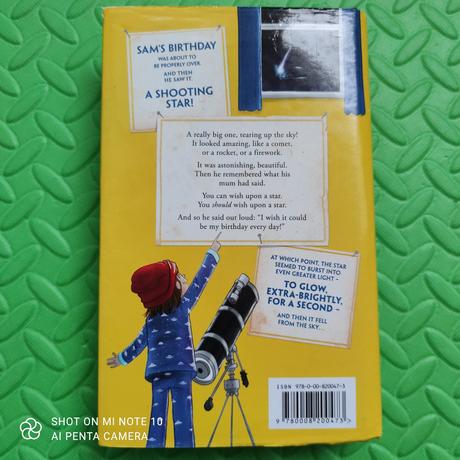 SAM'S BIRTHDAY
WAS ABOUT TO
BE PROPERLY OVER.
AND THEN
HE SAW IT.
A SHOOTING
STAR!
A really big one, tearing up the sky!
It looked amazing, like a comet,
or a rocket, or a firework.
It was astonishing, beautiful.
Then he remembered what his
mum had said.
You can wish upon a star.
You should wish upon a star.
And so he said out loud: "I wish it could
be my birthday every day!"
AT WHICH POINT, THE STAR
SEEMED TO BURST INTO
EVEN GREATER LIGHT –
TO GLOW,
EXTRA-BRIGHTLY,
FOR A SECOND –
AND THEN IT FELL
FROM THE SKY...
ISBN 978-0-00-820047-3
9 780008 200473 >
SHOT ON MI NOTE 10
AI PENTA CAMERA